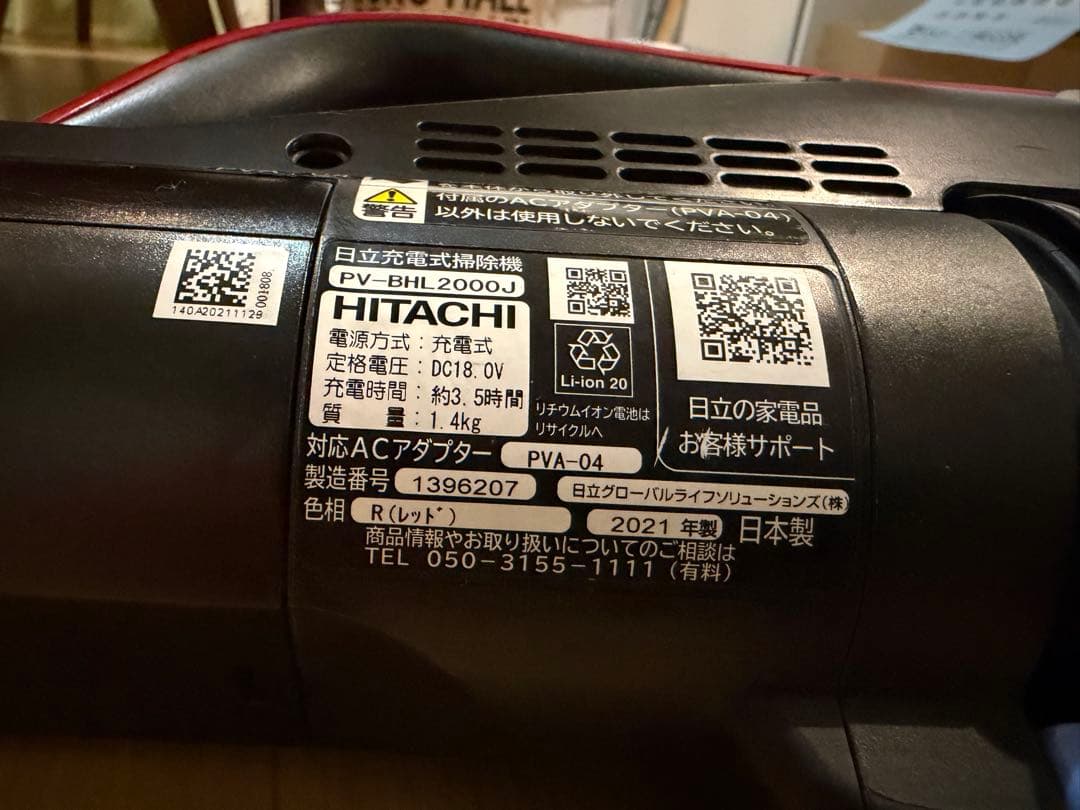 MALL
警告
付属のACアダプター(PVA-04)
以外は使用しないでください。
140A20211129
001808
日立充電式掃除機
PV-BHL2000J
HITACHI
電源方式：充電式
定格電圧：DC18.0V
充電時間：約3.5時間
質　量：1.4kg
Li-ion 20
リチウムイオン電池は
リサイクルへ
日立の家電品
お客様サポート
対応ACアダプター PVA-04
製造番号 1396207 日立グローバルライフソリューションズ(株)
色相 R(レッド) 2021年製 日本製
商品情報やお取り扱いについてのご相談は
TEL 050-3155-1111(有料)